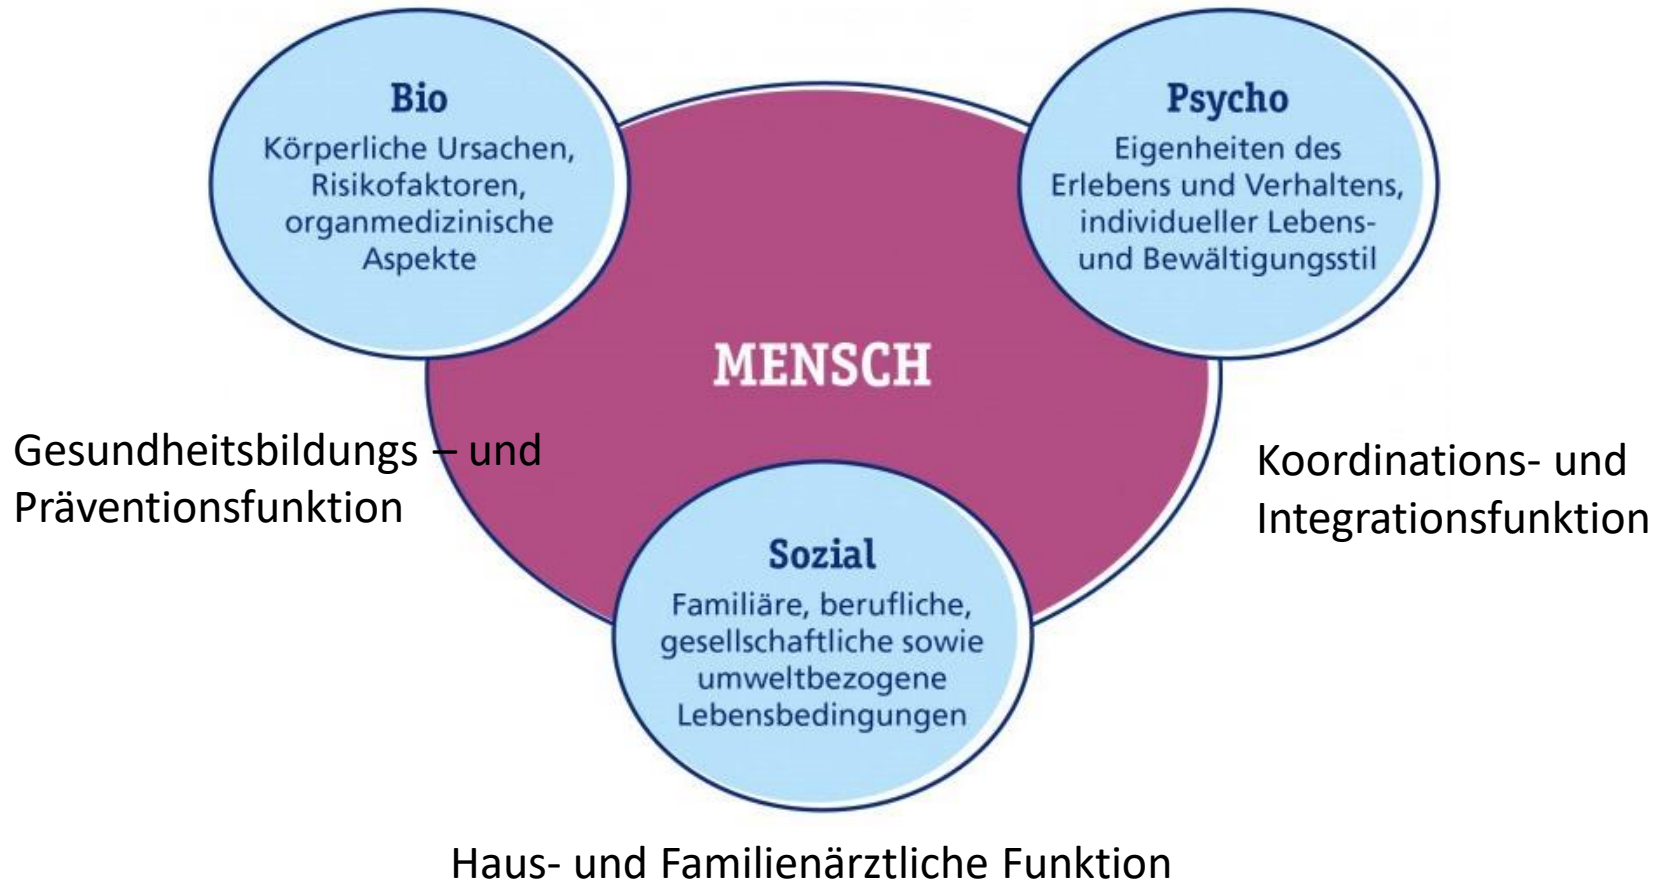 Bio
Körperliche Ursachen,
Risikofaktoren,
organmedizinische
Aspekte
Psycho
Eigenheiten des
Erlebens und Verhaltens,
individueller Lebens-
und Bewältigungsstil
MENSCH
Gesundheitsbildungs – und
Präventionsfunktion
Koordinations- und
Integrationsfunktion
Sozial
Familiäre, berufliche,
gesellschaftliche sowie
umweltbezogene
Lebensbedingungen
Haus- und Familienärztliche Funktion